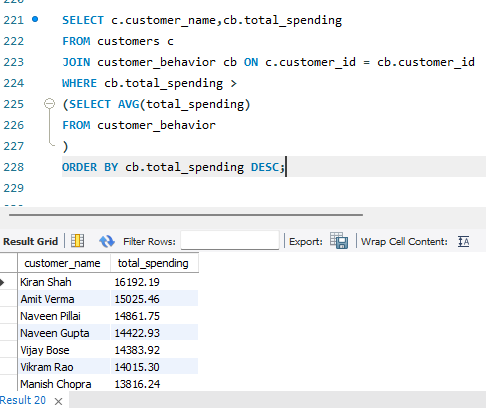 221 SELECT c.customer_name,cb.total_spending
222 FROM customers c
223 JOIN customer_behavior cb ON c.customer_id = cb.customer_id
224 WHERE cb.total_spending >
225 (SELECT AVG(total_spending)
226 FROM customer_behavior
227 )
228 ORDER BY cb.total_spending DESC;
229
Result Grid Filter Rows: Export: Wrap Cell Content:
customer_name total_spending
Kiran Shah 16192.19
Amit Verma 15025.46
Naveen Pillai 14861.75
Naveen Gupta 14422.93
Vijay Bose 14383.92
Vikram Rao 14015.30
Manish Chopra 13816.24
Result 20 ×